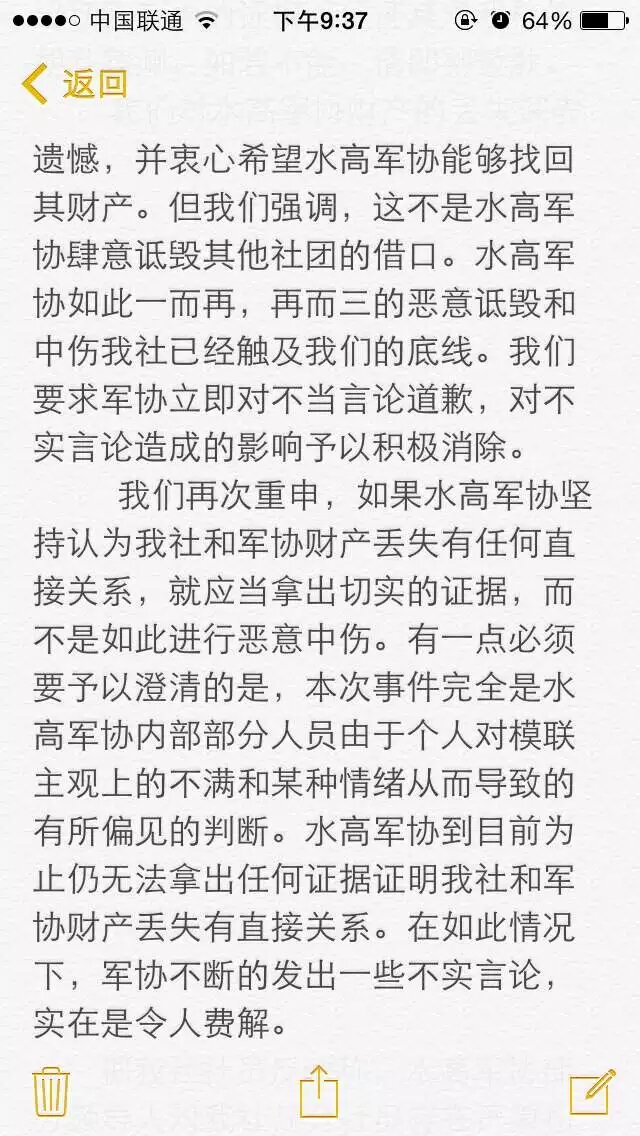 中国联通
下午9:37
64%
返回
遗憾，并衷心希望水高军协能够找回
其财产。但我们强调，这不是水高军
协肆意诋毁其他社团的借口。水高军
协如此一而再，再而三的恶意诋毁和
中伤我社已经触及我们的底线。我们
要求军协立即对不当言论道歉，对不
实言论造成的影响予以积极消除。
我们再次重申，如果水高军协坚
持认为我社和军协财产丢失有任何直
接关系，就应当拿出切实的证据，而
不是如此进行恶意中伤。有一点必须
要予以澄清的是，本次事件完全是水
高军协内部部分人员由于个人对模联
主观上的不满和某种情绪从而导致的
有所偏见的判断。水高军协到目前为
止仍无法拿出任何证据证明我社和军
协财产丢失有直接关系。在如此情况
下，军协不断的发出一些不实言论，
实在是令人费解。